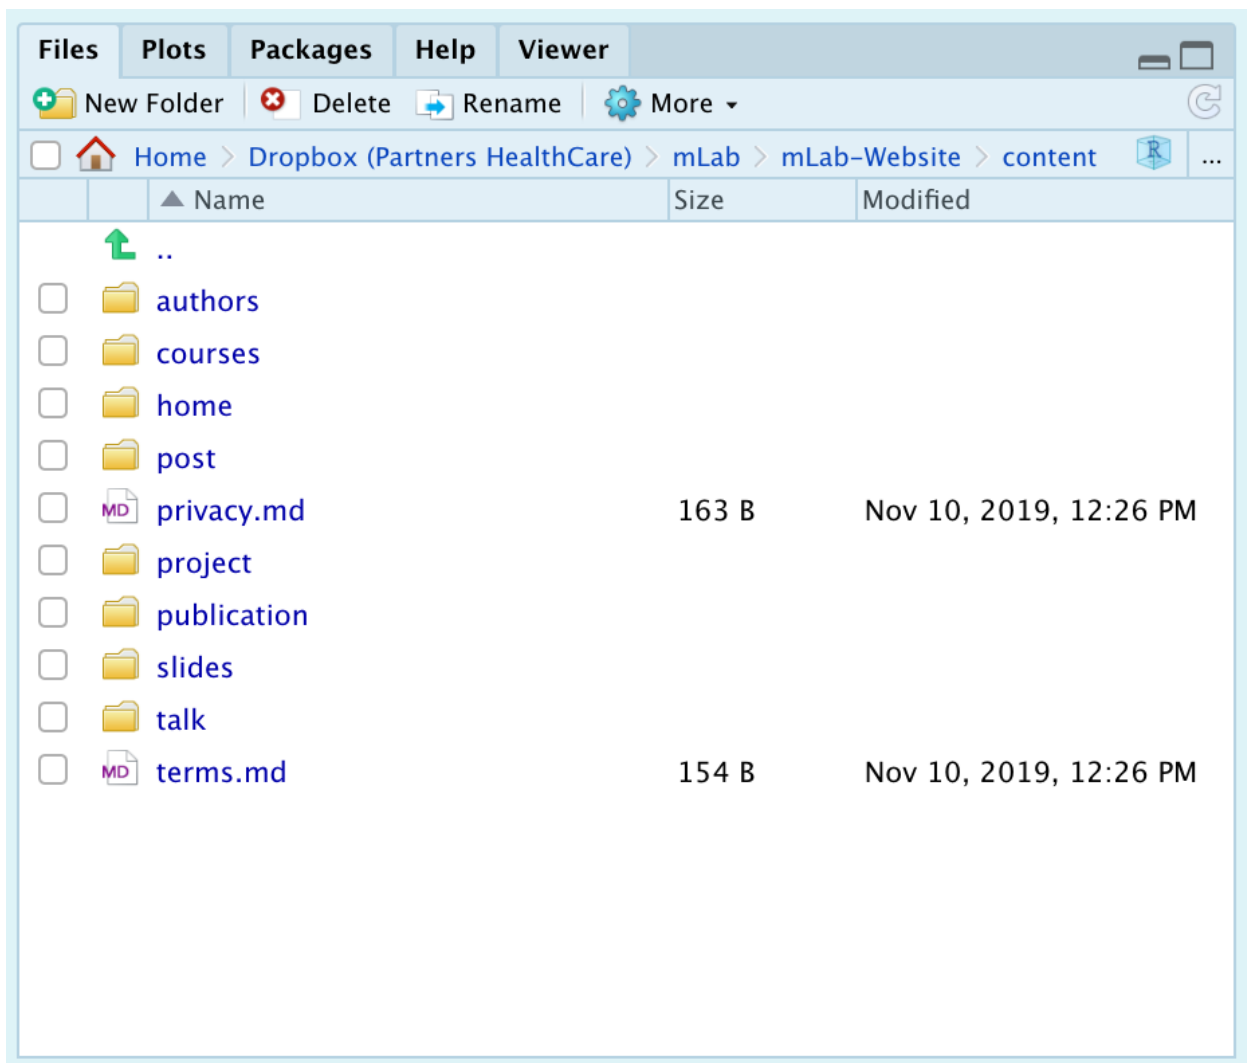 Files Plots Packages Help Viewer
New Folder Delete Rename More
Home Dropbox (Partners HealthCare) mLab mLab-Website content R ...
Name Size Modified
..
authors
courses
home
post
MD privacy.md 163 B Nov 10, 2019, 12:26 PM
project
publication
slides
talk
MD terms.md 154 B Nov 10, 2019, 12:26 PM